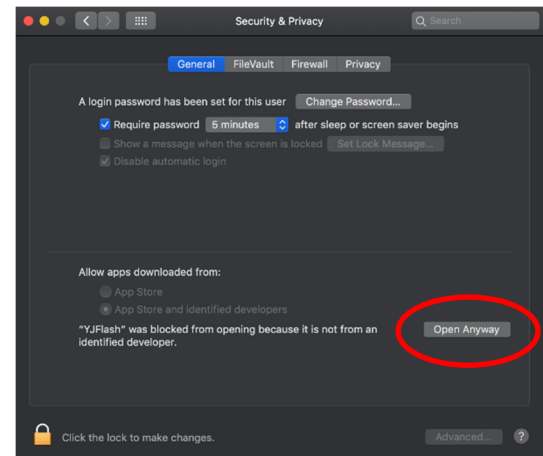 Security & Privacy
Search
General FileVault Firewall Privacy
A login password has been set for this user Change Password...
Require password 5 minutes after sleep or screen saver begins
Show a message when the screen is locked Set Lock Message...
Disable automatic login
Allow apps downloaded from:
App Store
App Store and identified developers
"YJFlash" was blocked from opening because it is not from an Open Anyway
identified developer.
Click the lock to make changes. Advanced... ?